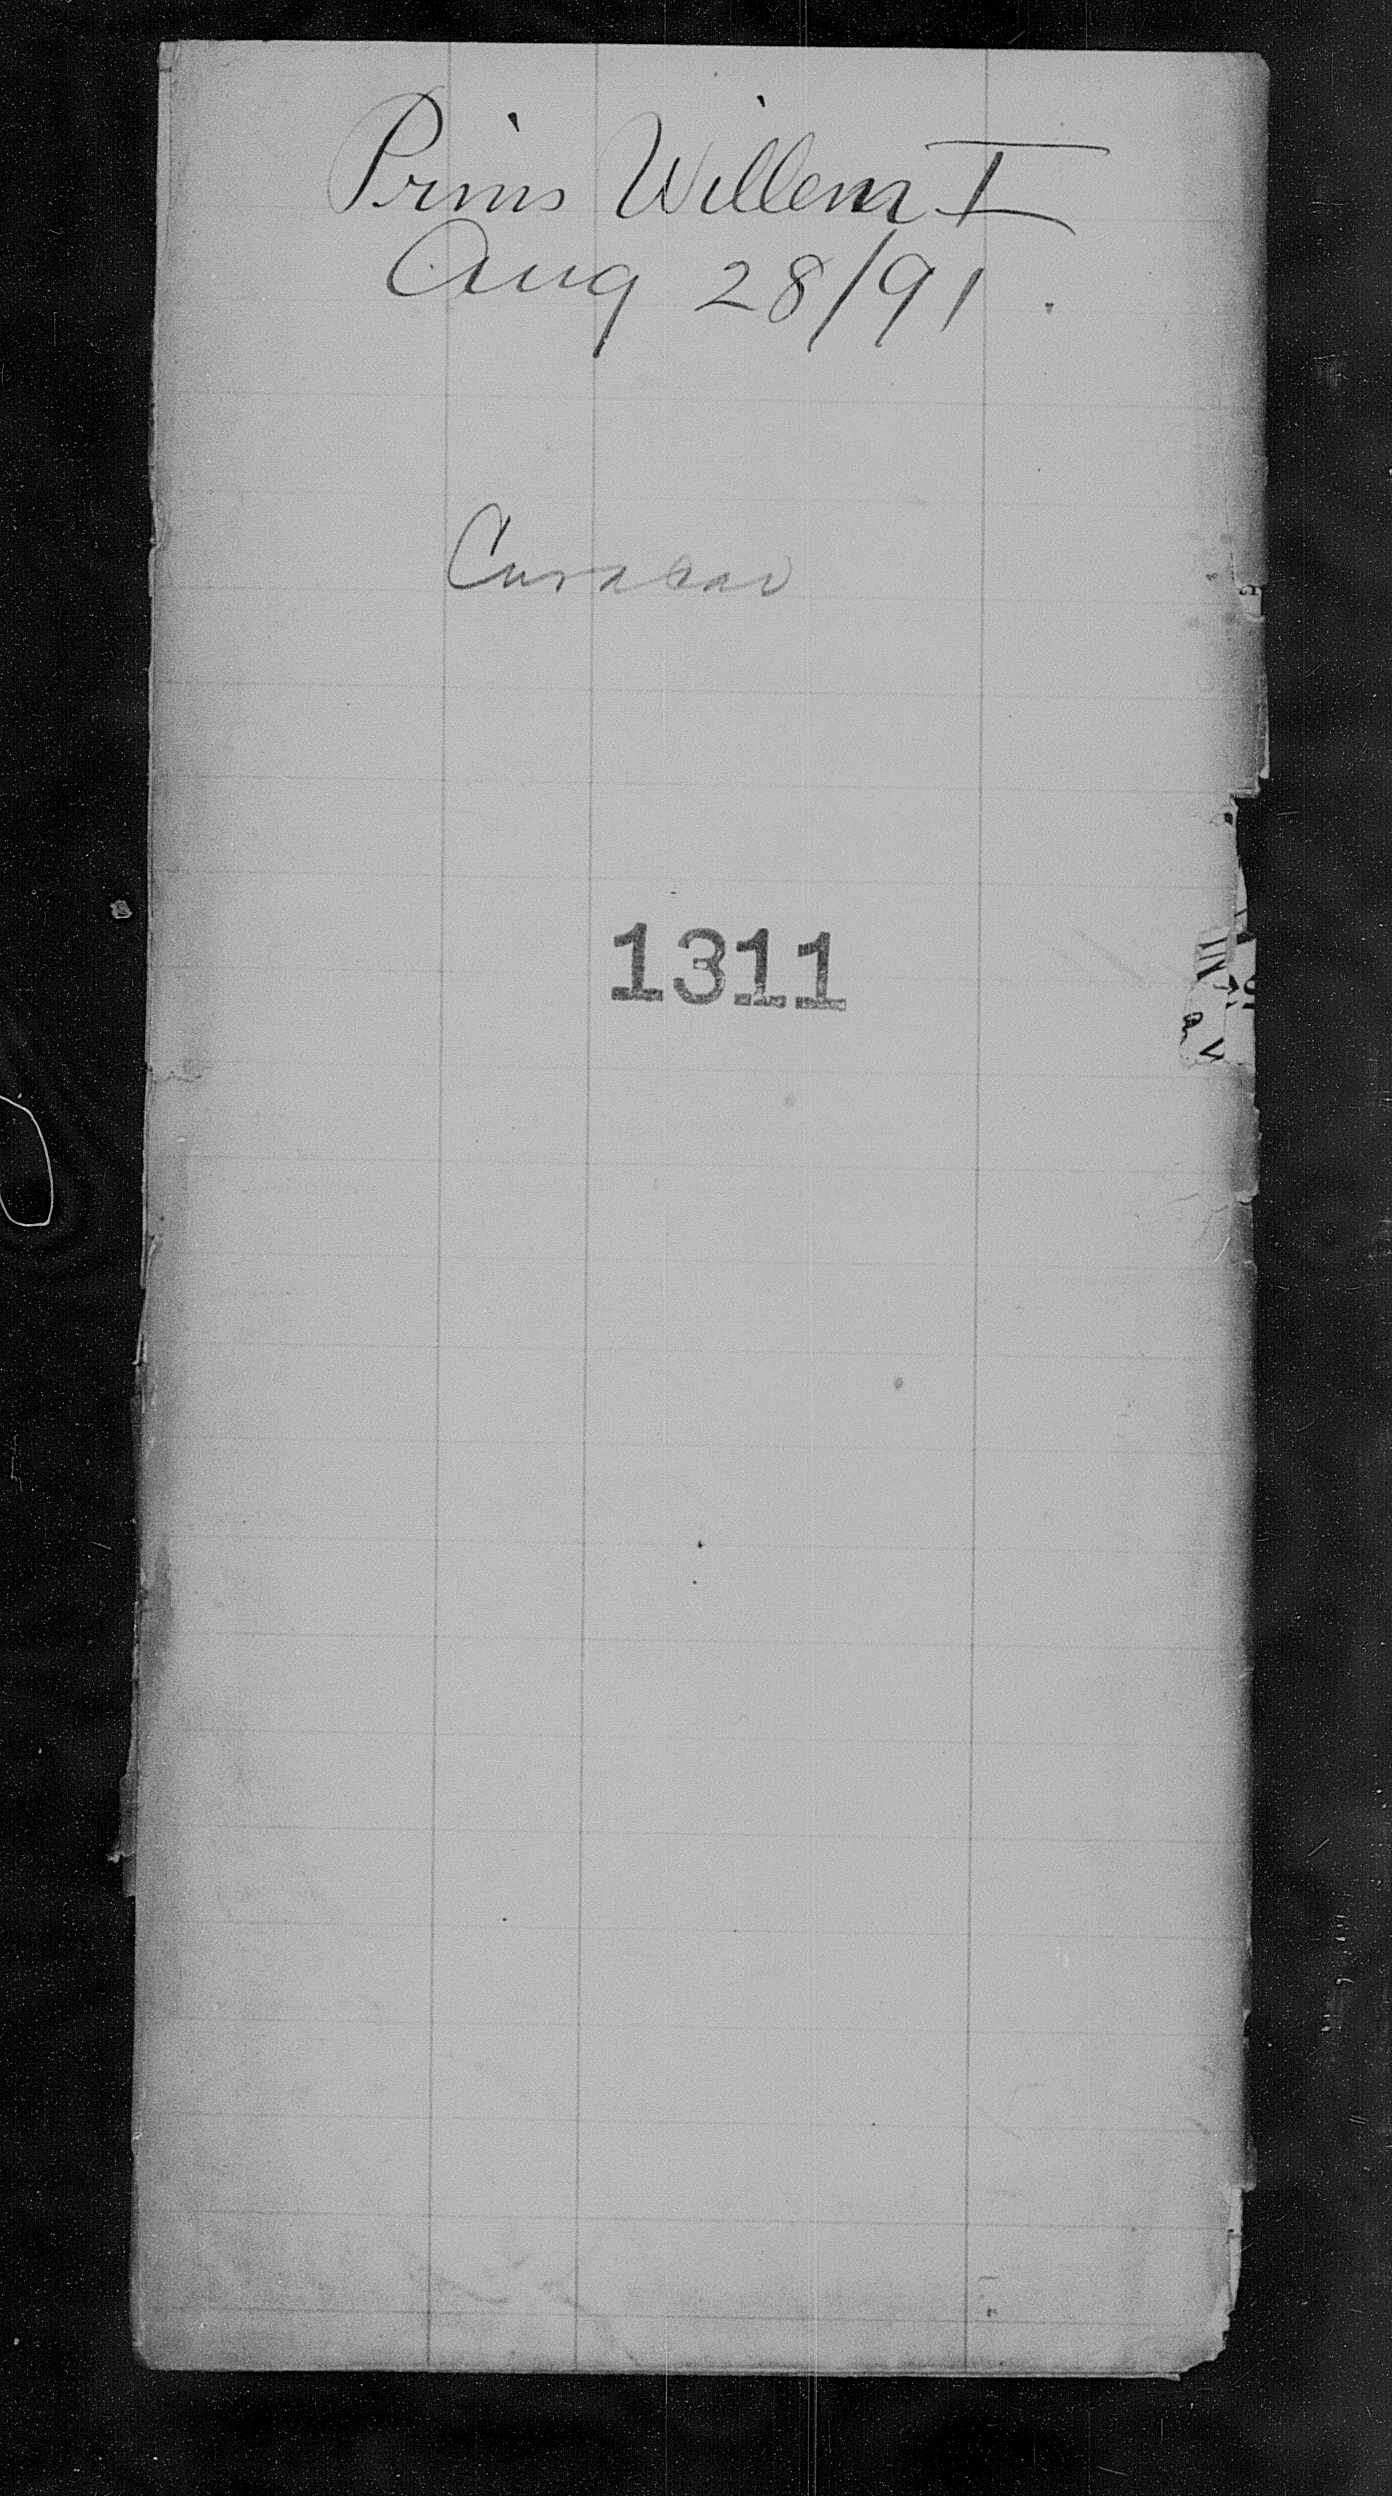 Prins Willem I
Aug 28/91.
Curacao
1311